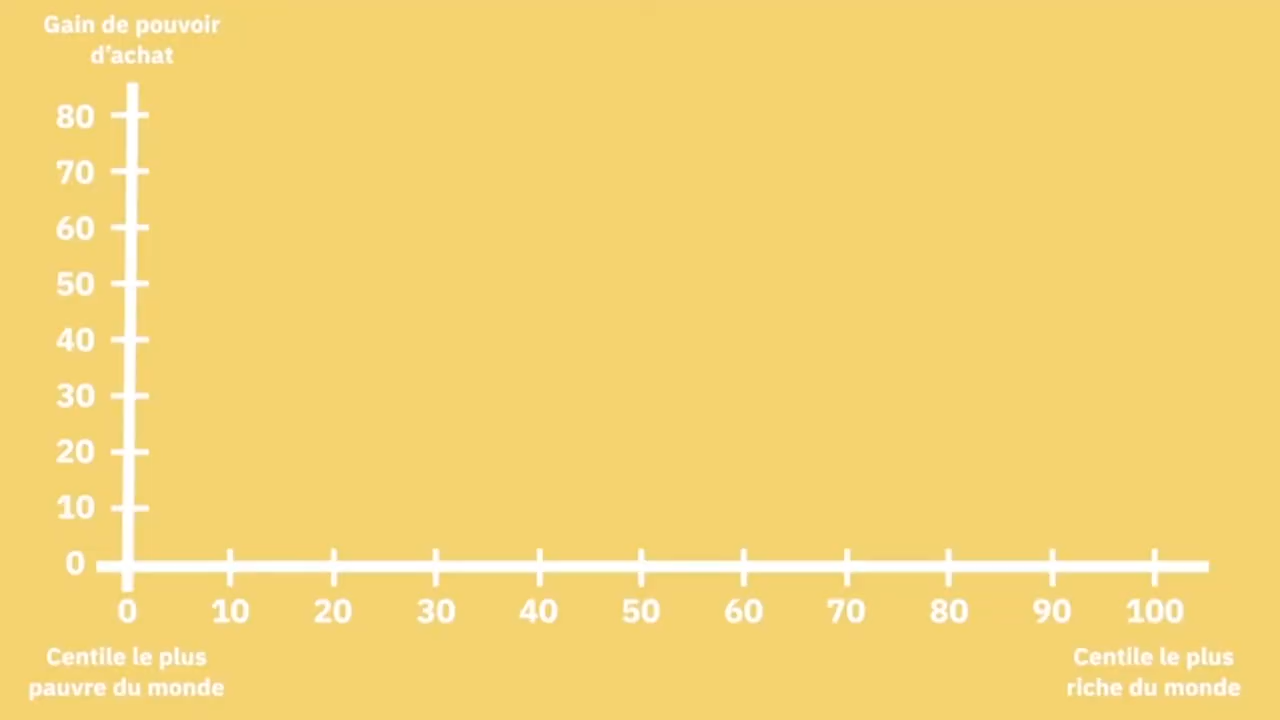 Gain de pouvoir
d'achat
80
70
60
50
40
30
20
10
0
0 10 20 30 40 50 60 70 80 90 100
Centile le plus
pauvre du monde
Centile le plus
riche du monde